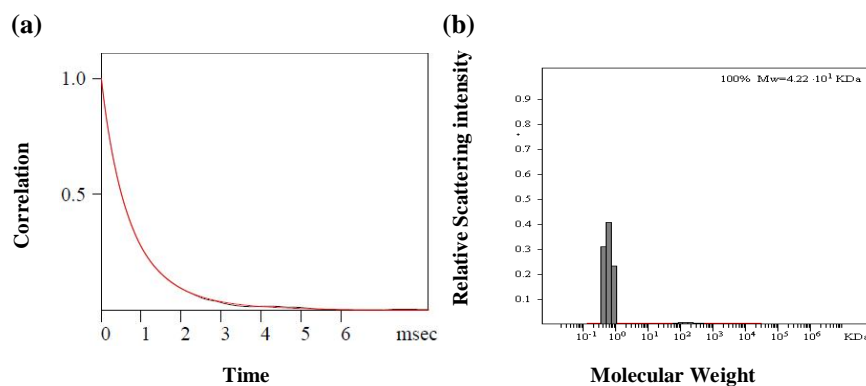 (a)
1.0
0.5
Correlation
0 1 2 3 4 5 6 msec
Time
(b)
Relative Scattering intensity
100% Mw=4.22 ·10¹ KDa
0.9
0.8
0.7
0.6
0.5
0.4
0.3
0.2
0.1
10⁻¹ 10⁰ 10¹ 10² 10³ 10⁴ 10⁵ 10⁶ KDa
Molecular Weight